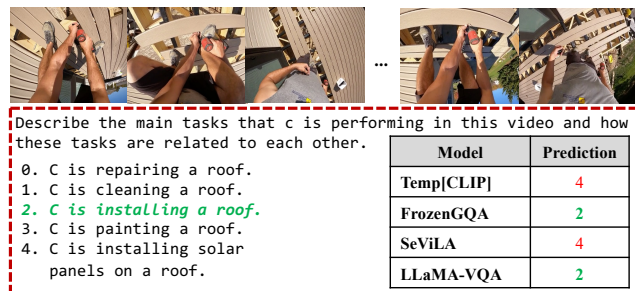 ...
Describe the main tasks that c is performing in this video and how
these tasks are related to each other.
0. C is repairing a roof.
1. C is cleaning a roof.
2. C is installing a roof.
3. C is painting a roof.
4. C is installing solar
panels on a roof.
Model Prediction
Temp[CLIP] 4
FrozenGQA 2
SeViLA 4
LLaMA-VQA 2